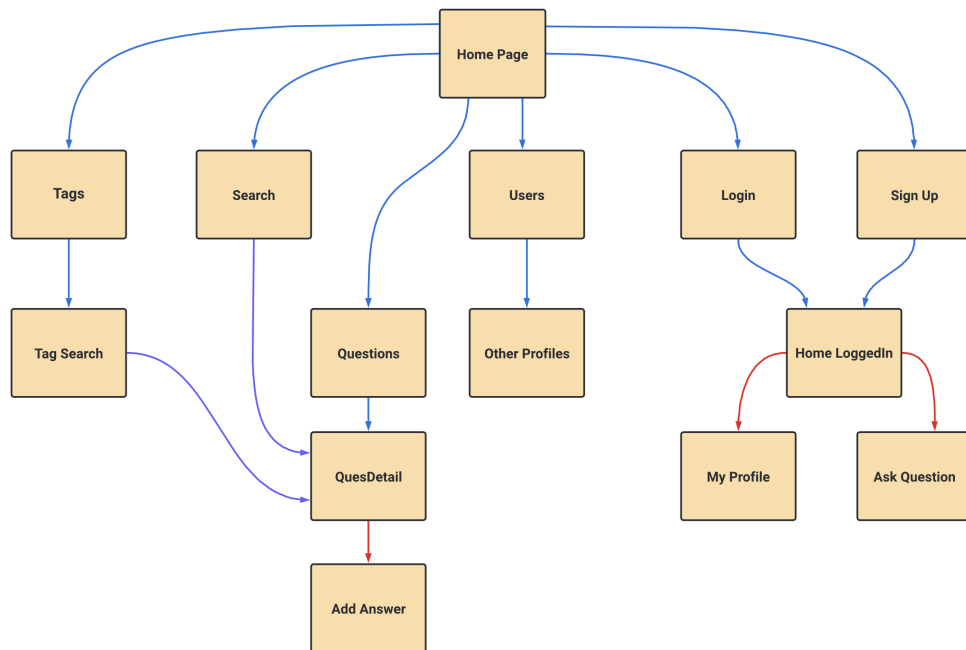 Home Page
Tags
Search
Users
Login
Sign Up
Tag Search
Questions
Other Profiles
Home LoggedIn
QuesDetail
My Profile
Ask Question
Add Answer